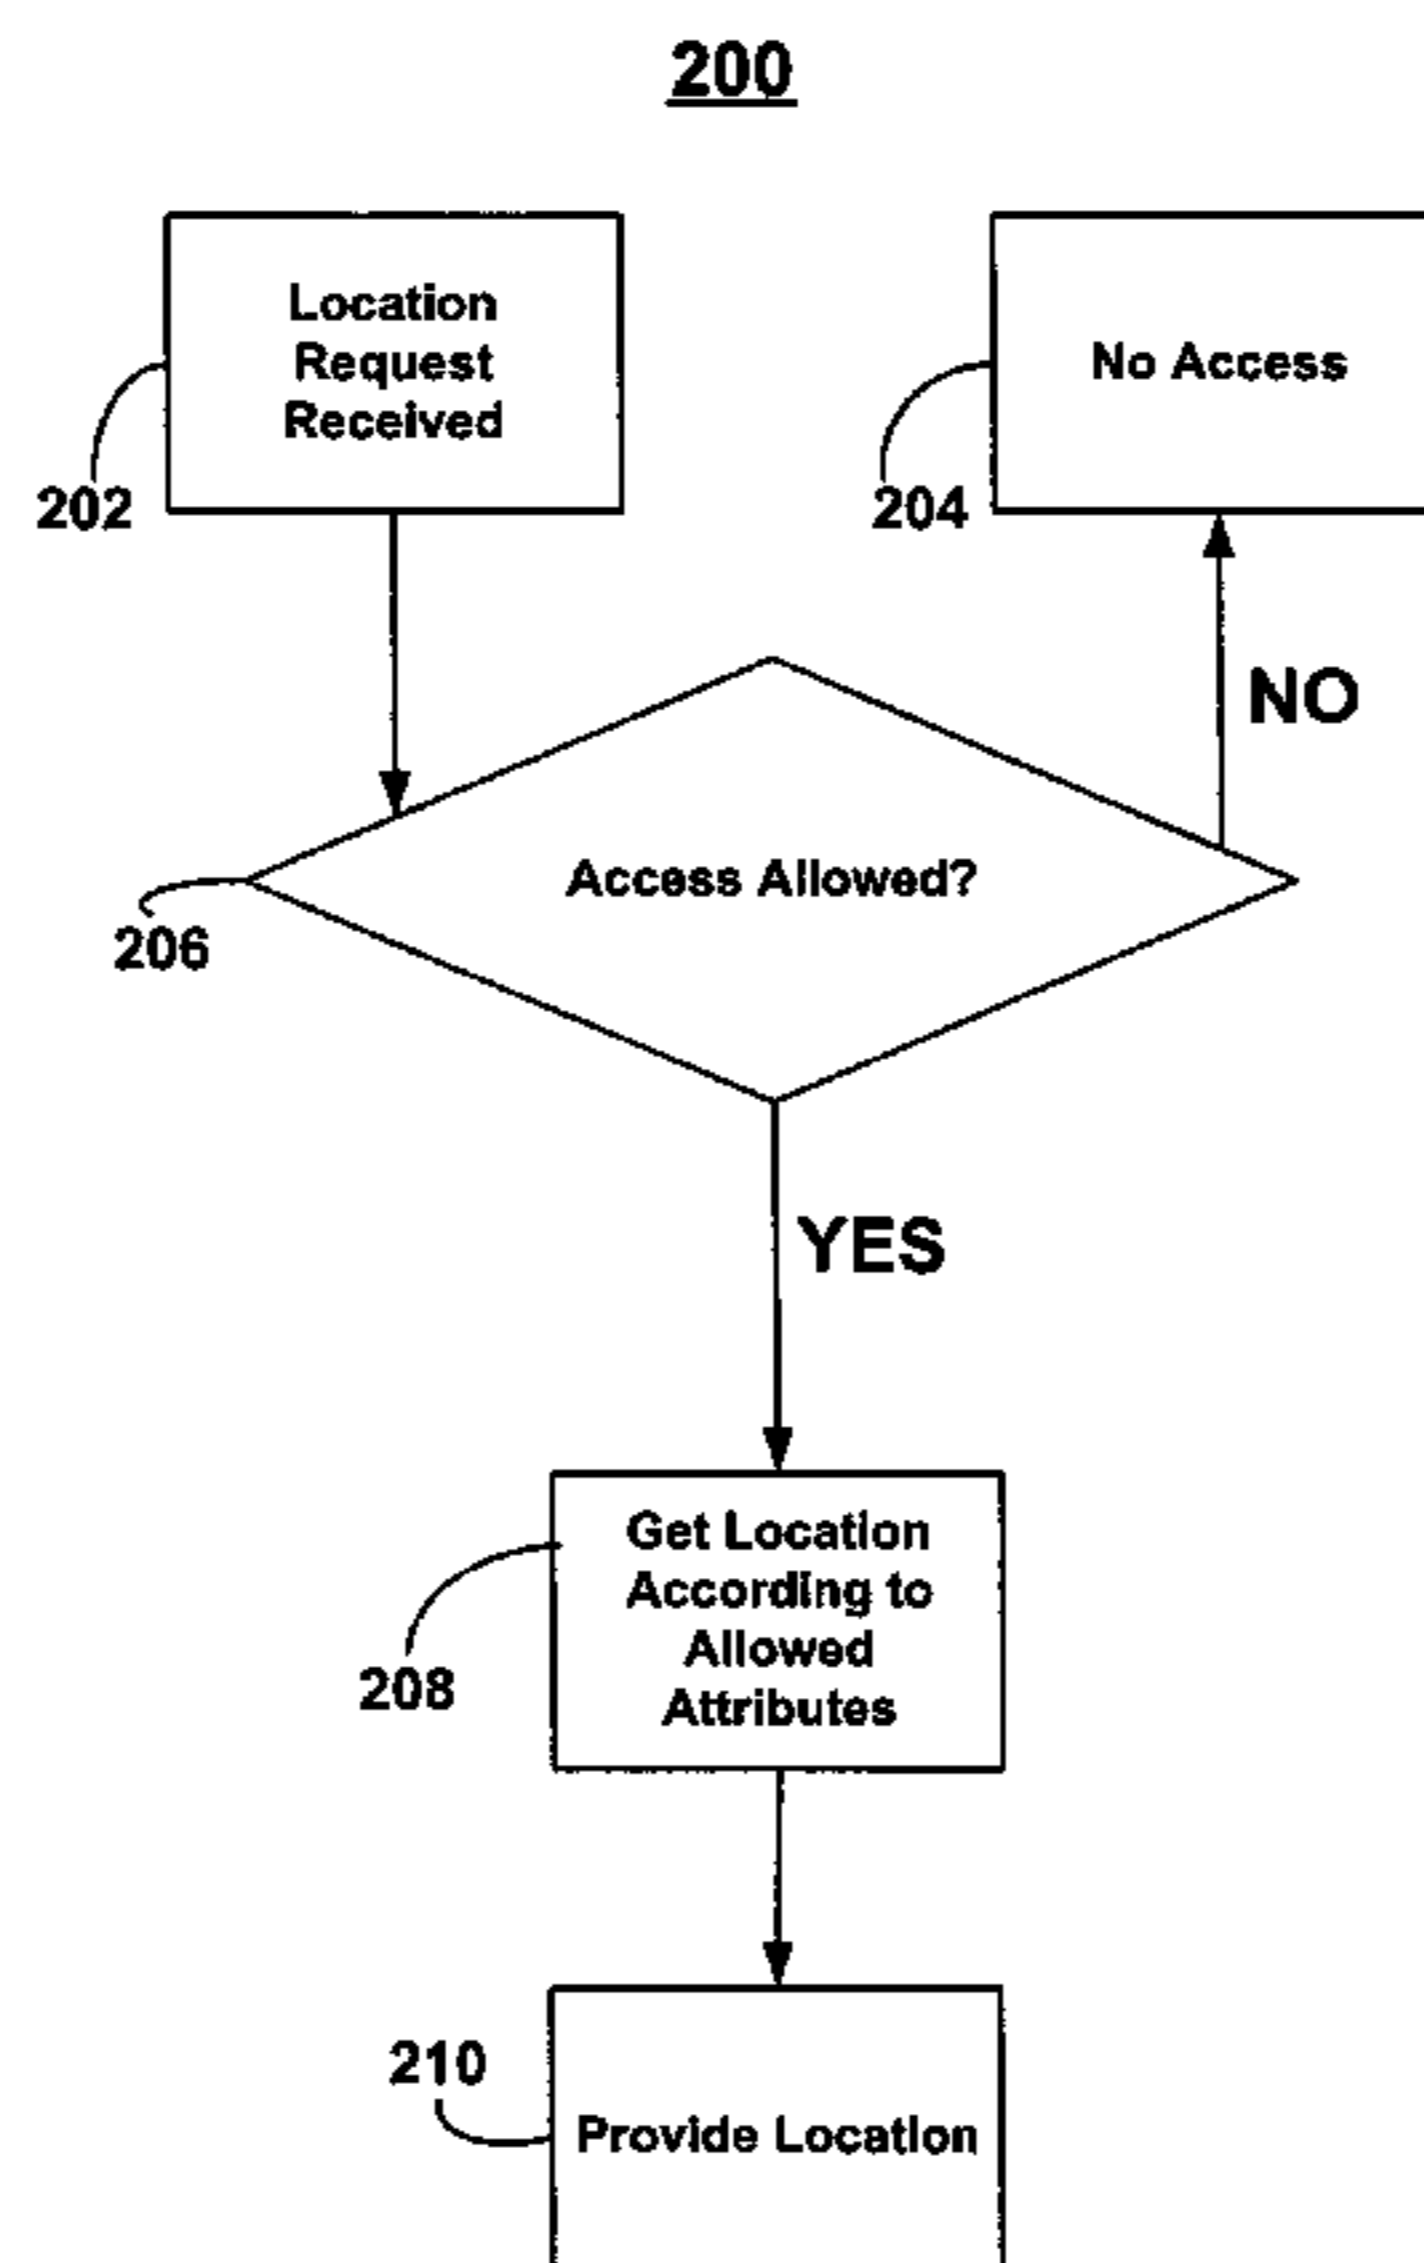 200
Location
Request
Received
202
No Access
204
NO
Access Allowed?
206
YES
Get Location
According to
Allowed
Attributes
208
210
Provide Location